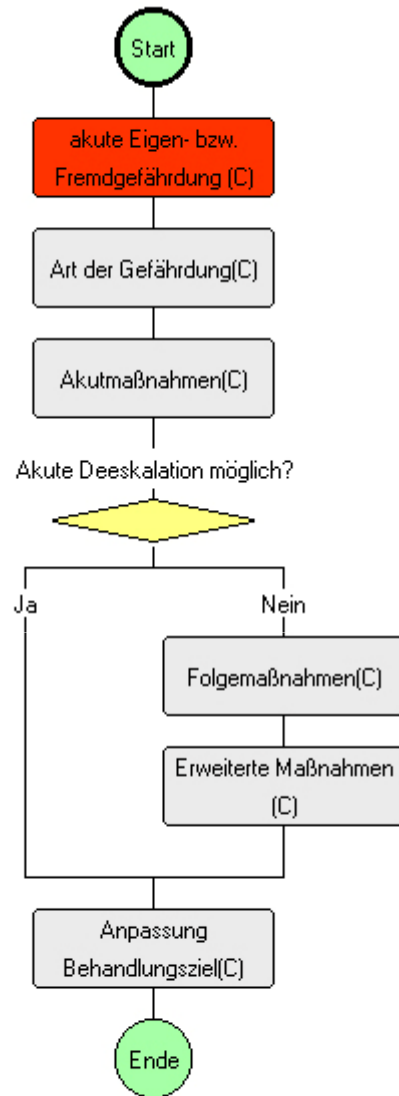 Start
akute Eigen- bzw.
Fremdgefährdung (C)
Art der Gefährdung(C)
Akutmaßnahmen(C)
Akute Deeskalation möglich?
Ja
Nein
Folgemaßnahmen(C)
Erweiterte Maßnahmen
(C)
Anpassung
Behandlungsziel(C)
Ende